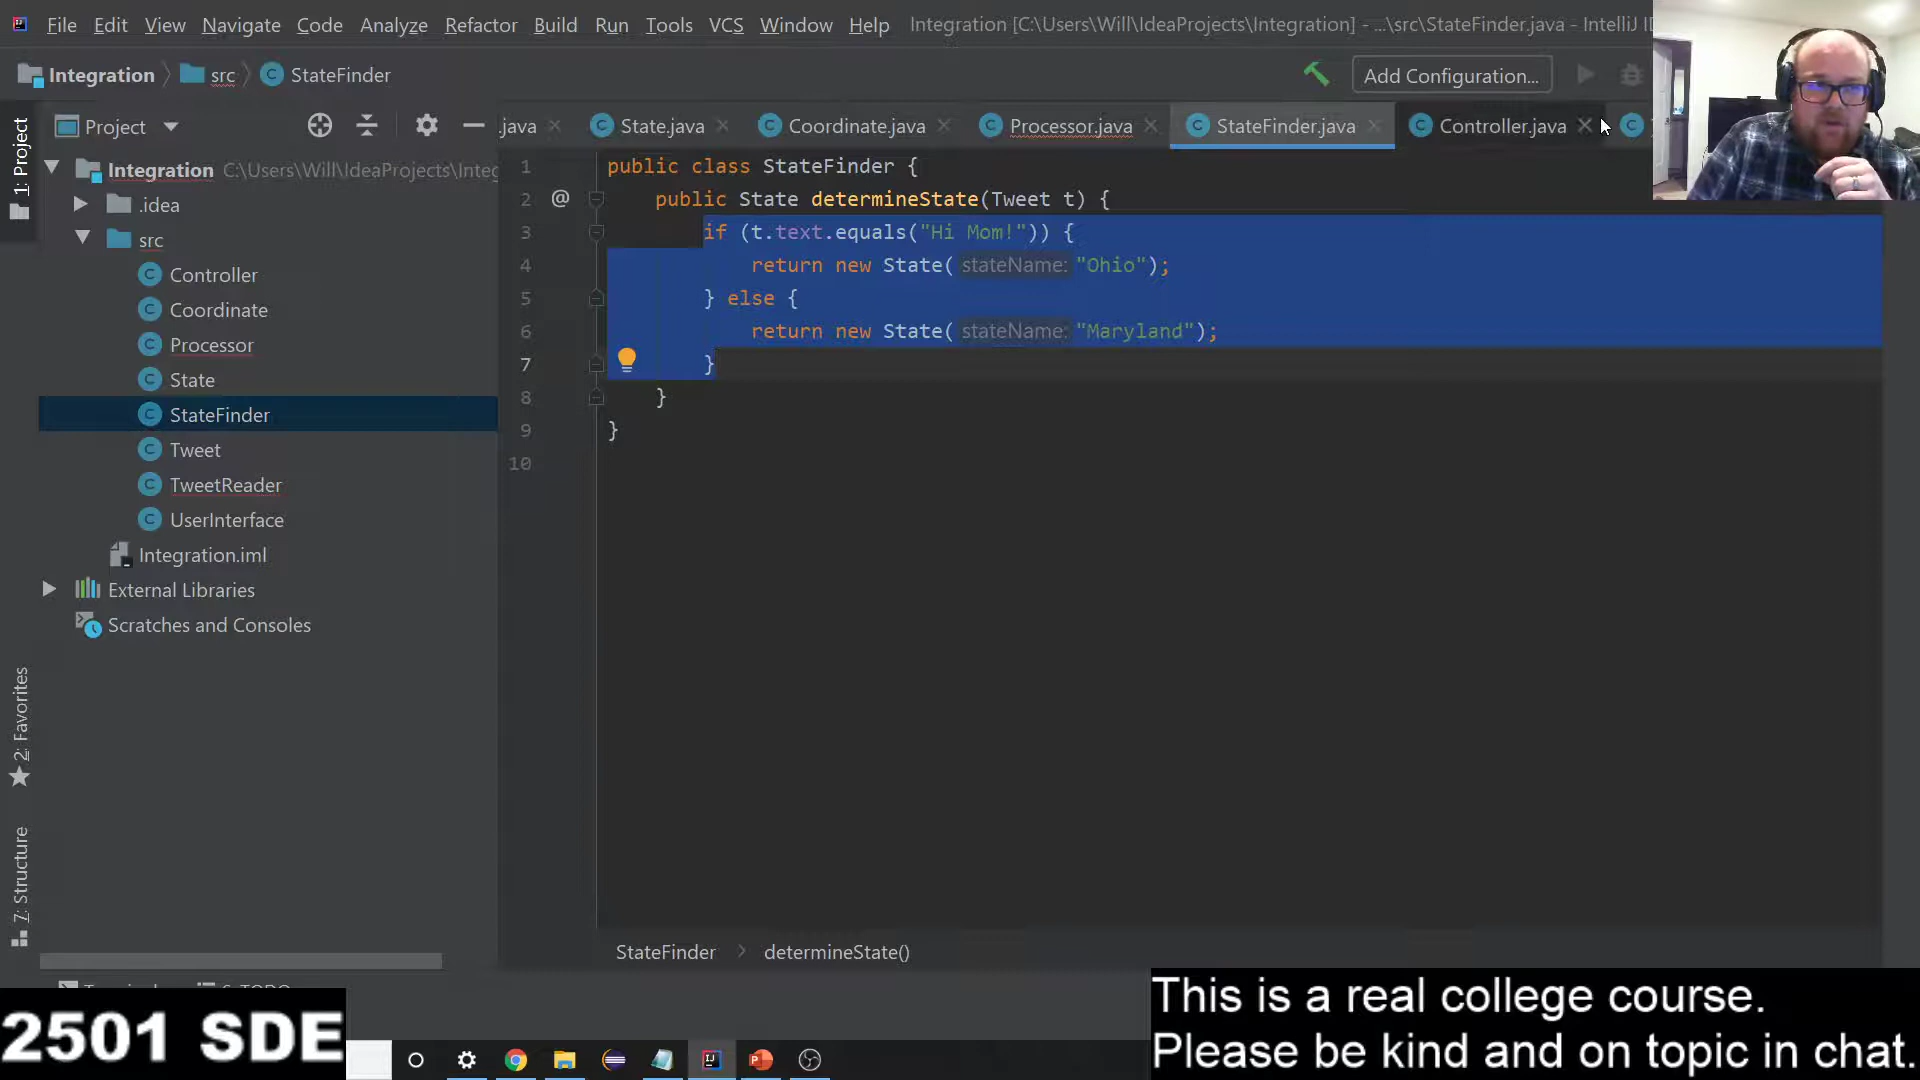 File Edit View Navigate Code Analyze Refactor Build Run Tools VCS Window Help Integration [C:\Users\Will\IdeaProjects\Integration] - ...\src\StateFinder.java - IntelliJ
Integration src StateFinder
Add Configuration...
1: Project
Project
.java State.java Coordinate.java Processor.java StateFinder.java Controller.java
Integration C:\Users\Will\IdeaProjects\Integ
.idea
src
Controller
Coordinate
Processor
State
StateFinder
Tweet
TweetReader
UserInterface
Integration.iml
External Libraries
Scratches and Consoles
2: Favorites
7: Structure
1 public class StateFinder {
2 @ public State determineState(Tweet t) {
3 if (t.text.equals("Hi Mom!")) {
4 return new State( stateName: "Ohio");
5 } else {
6 return new State( stateName: "Maryland");
7 }
8 }
9 }
10
StateFinder > determineState()
2501 SDE
This is a real college course.
Please be kind and on topic in chat.